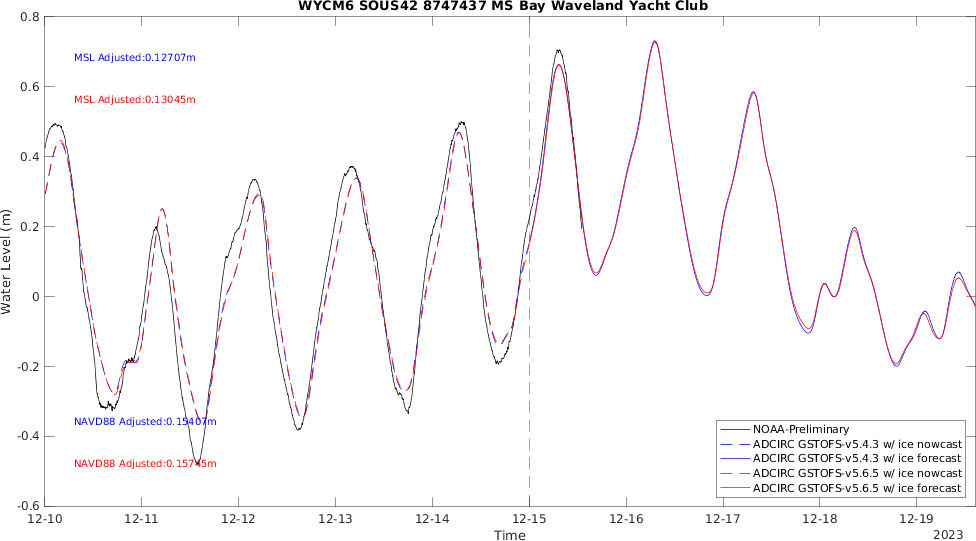 WYCM6 SOUS42 8747437 MS Bay Waveland Yacht Club
0.8
0.6
0.4
0.2
0
-0.2
-0.4
-0.6
Water Level (m)
MSL Adjusted:0.12707m
MSL Adjusted:0.13045m
NAVD88 Adjusted:0.15407m
NAVD88 Adjusted:0.15745m
NOAA-Preliminary
ADCIRC GSTOFS-v5.4.3 w/ ice nowcast
ADCIRC GSTOFS-v5.4.3 w/ ice forecast
ADCIRC GSTOFS-v5.6.5 w/ ice nowcast
ADCIRC GSTOFS-v5.6.5 w/ ice forecast
12-10 12-11 12-12 12-13 12-14 12-15 12-16 12-17 12-18 12-19
Time
2023